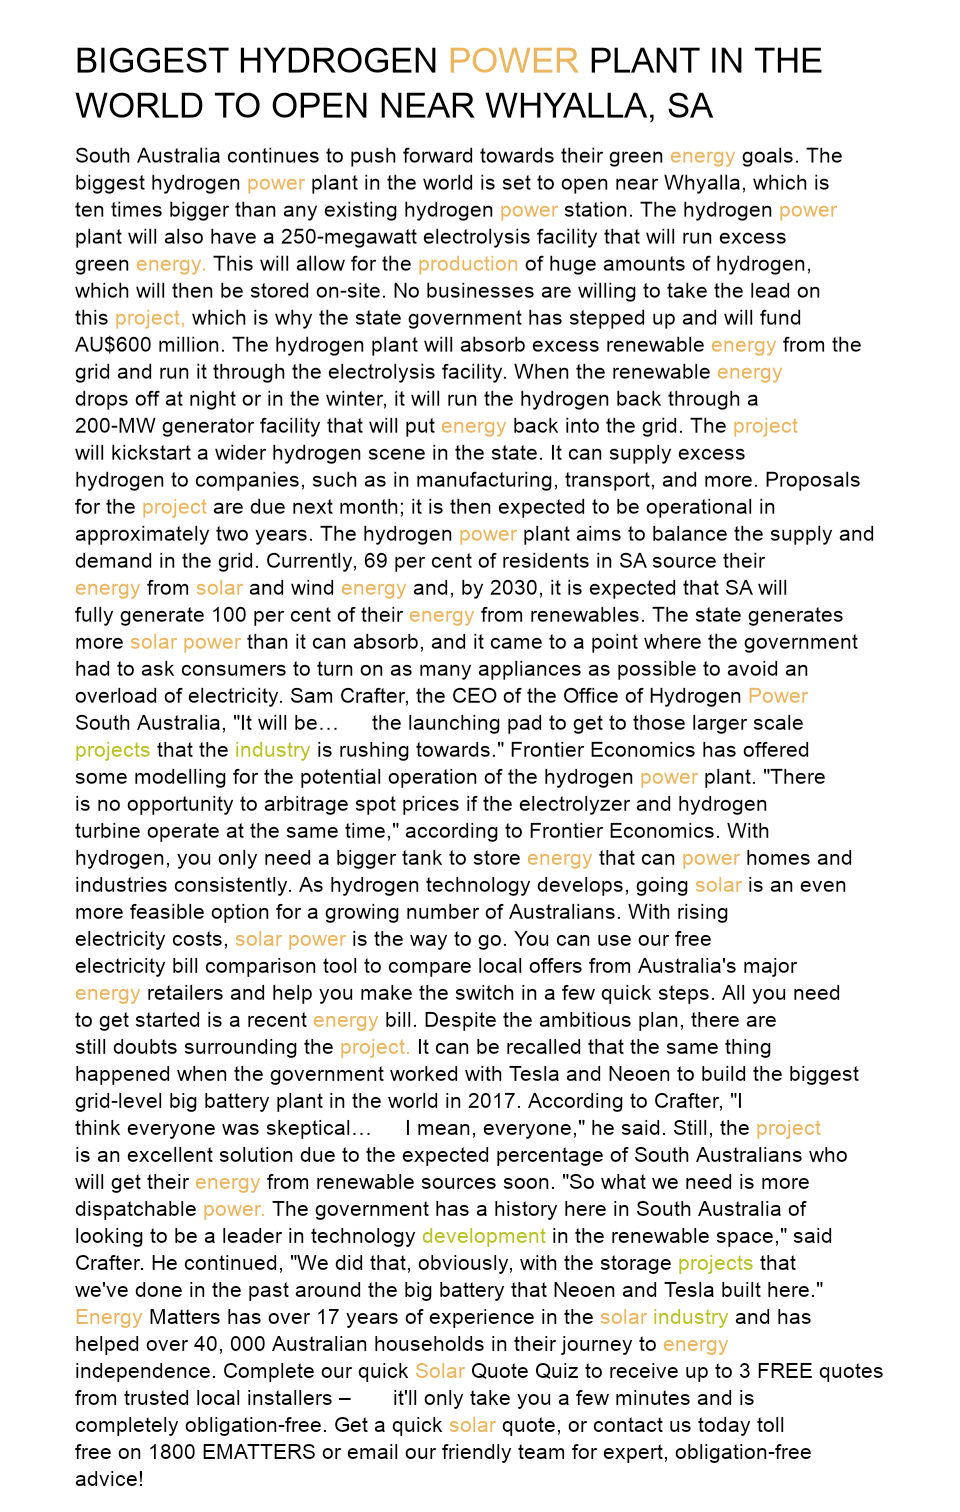 BIGGEST HYDROGEN POWER PLANT IN THE
WORLD TO OPEN NEAR WHYALLA, SA
South Australia continues to push forward towards their green energy goals. The
biggest hydrogen power plant in the world is set to open near Whyalla, which is
ten times bigger than any existing hydrogen power station. The hydrogen power
plant will also have a 250-megawatt electrolysis facility that will run excess
green energy. This will allow for the production of huge amounts of hydrogen,
which will then be stored on-site. No businesses are willing to take the lead on
this project, which is why the state government has stepped up and will fund
AU$600 million. The hydrogen plant will absorb excess renewable energy from the
grid and run it through the electrolysis facility. When the renewable energy
drops off at night or in the winter, it will run the hydrogen back through a
200-MW generator facility that will put energy back into the grid. The project
will kickstart a wider hydrogen scene in the state. It can supply excess
hydrogen to companies, such as in manufacturing, transport, and more. Proposals
for the project are due next month; it is then expected to be operational in
approximately two years. The hydrogen power plant aims to balance the supply and
demand in the grid. Currently, 69 per cent of residents in SA source their
energy from solar and wind energy and, by 2030, it is expected that SA will
fully generate 100 per cent of their energy from renewables. The state generates
more solar power than it can absorb, and it came to a point where the government
had to ask consumers to turn on as many appliances as possible to avoid an
overload of electricity. Sam Crafter, the CEO of the Office of Hydrogen Power
South Australia, "It will be… the launching pad to get to those larger scale
projects that the industry is rushing towards." Frontier Economics has offered
some modelling for the potential operation of the hydrogen power plant. "There
is no opportunity to arbitrage spot prices if the electrolyzer and hydrogen
turbine operate at the same time," according to Frontier Economics. With
hydrogen, you only need a bigger tank to store energy that can power homes and
industries consistently. As hydrogen technology develops, going solar is an even
more feasible option for a growing number of Australians. With rising
electricity costs, solar power is the way to go. You can use our free
electricity bill comparison tool to compare local offers from Australia's major
energy retailers and help you make the switch in a few quick steps. All you need
to get started is a recent energy bill. Despite the ambitious plan, there are
still doubts surrounding the project. It can be recalled that the same thing
happened when the government worked with Tesla and Neoen to build the biggest
grid-level big battery plant in the world in 2017. According to Crafter, "I
think everyone was skeptical… I mean, everyone," he said. Still, the project
is an excellent solution due to the expected percentage of South Australians who
will get their energy from renewable sources soon. "So what we need is more
dispatchable power. The government has a history here in South Australia of
looking to be a leader in technology development in the renewable space," said
Crafter. He continued, "We did that, obviously, with the storage projects that
we've done in the past around the big battery that Neoen and Tesla built here."
Energy Matters has over 17 years of experience in the solar industry and has
helped over 40, 000 Australian households in their journey to energy
independence. Complete our quick Solar Quote Quiz to receive up to 3 FREE quotes
from trusted local installers – it'll only take you a few minutes and is
completely obligation-free. Get a quick solar quote, or contact us today toll
free on 1800 EMATTERS or email our friendly team for expert, obligation-free
advice!